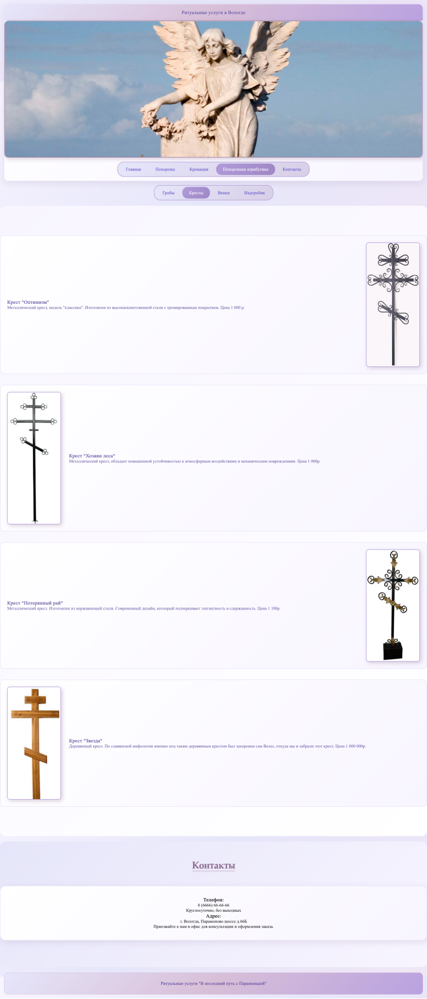 Ритуальные услуги в Вологде
Главная Похороны Кремация Похоронная атрибутика Контакты
Гробы Кресты Венки Надгробия
Крест "Оптимизм"
Металлический крест, модель "классика". Изготовлен из высококачетсвенной стали с хромированным покрытием. Цена 1 000 р.
Крест "Хозяин леса"
Металлический крест, обладает повышенной устойчивостью к атмосферным воздействиям и механическим повреждениям. Цена 1 000р.
Крест "Потерянный рай"
Металлический крест. Изготовлен из нержавеющей стали. Современный дизайн, котоорый подчеркивает элегантность и сдержанность. Цена 1 100р.
Крест "Звезда"
Деревянный крест. По славянской мифологии именно под таким деревянным крестом был захоронен сам Велес, откуда мы и забрали этот крест. Цена 1 000 000р.
Контакты
Телефон:
8 (6666) 66-66-66
Круглосуточно, без выходных
Адрес:
г. Вологда, Парамоново шоссе д.66Б
Приезжайте к нам в офис для консультации и оформления заказа.
Ритуальные услуги "В последний путь с Парамонькой"